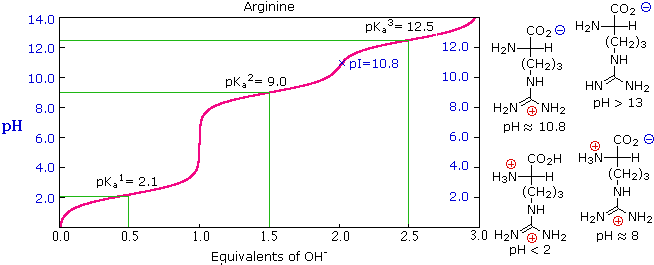 Arginine
14.0
12.0
10.0
8.0
6.0
4.0
2.0
pH
pKa³ = 12.5
pKa² = 9.0
pI=10.8
pKa¹ = 2.1
12.0
10.0
8.0
6.0
4.0
2.0
0.0
0.5
1.0
1.5
2.0
2.5
3.0
Equivalents of OH⁻
CO₂ ⊖
H₂N H
(CH₂)₃
NH
H₂N NH₂
⊕
pH ≈ 10.8
CO₂ ⊖
H₂N H
(CH₂)₃
NH
HN NH₂
pH > 13
⊕
CO₂H
H₃N H
(CH₂)₃
NH
H₂N NH₂
⊕
pH < 2
⊕
CO₂ ⊖
H₃N H
(CH₂)₃
NH
H₂N NH₂
⊕
pH ≈ 8